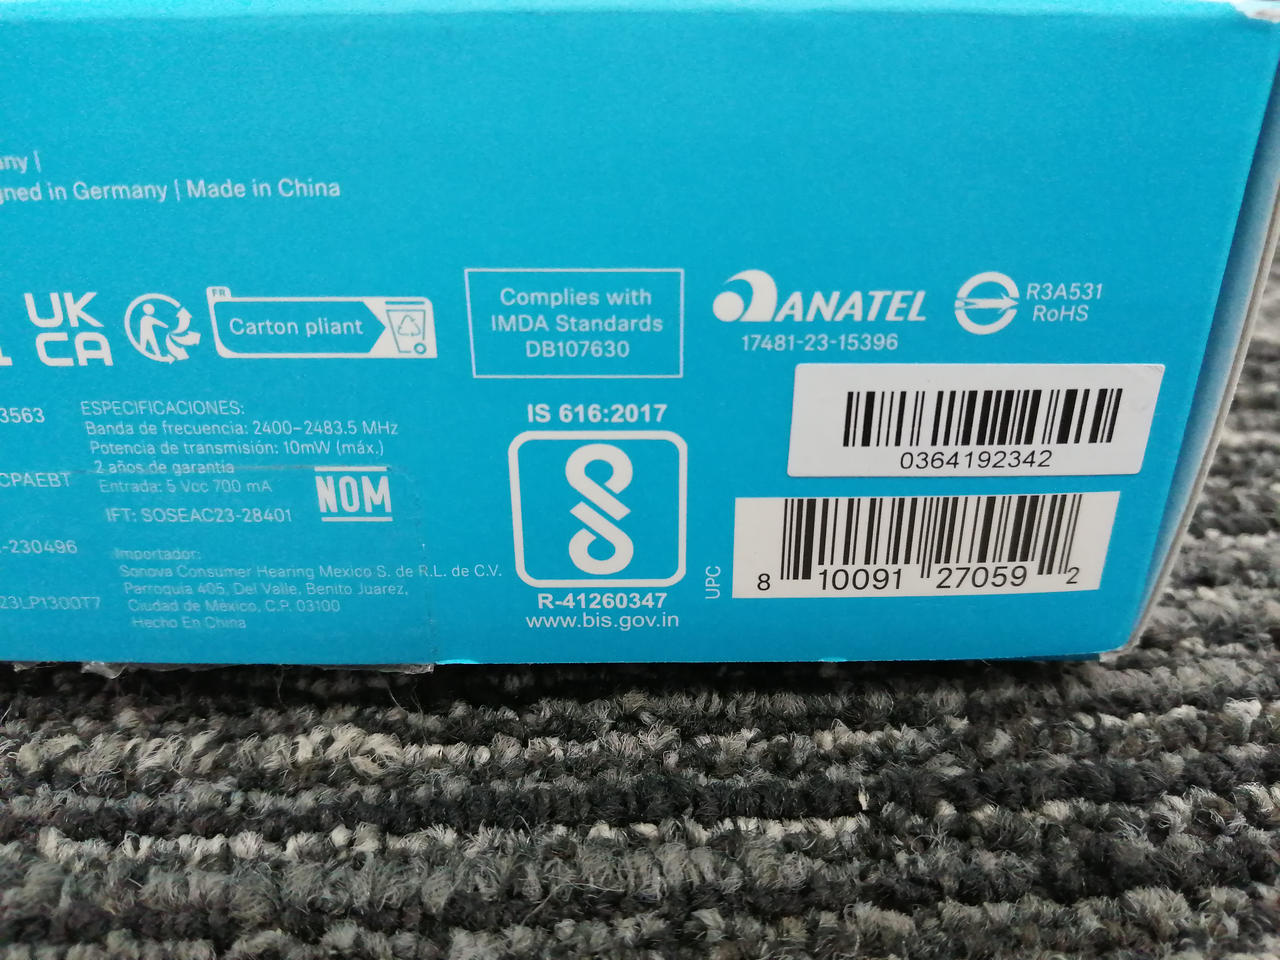 any |
gned in Germany | Made in China
UK
CA
FR
Carton pliant
Complies with
IMDA Standards
DB107630
ANATEL
17481-23-15396
R3A531
RoHS
3563
ESPECIFICACIONES:
Banda de frecuencia: 2400–2483.5 MHz
Potencia de transmisión: 10mW (máx.)
2 años de garantía
CPAEBT
Entrada: 5 Vcc 700 mA
IFT: SOSEAC23-28401
NOM
-230496
Importador:
Sonova Consumer Hearing Mexico S. de R.L. de C.V.
Parroquia 405, Del Valle, Benito Juarez,
23LP1300T7
Ciudad de México, C.P. 03100
Hecho En China
IS 616:2017
R-41260347
www.bis.gov.in
0364192342
UPC
8 10091 27059 2